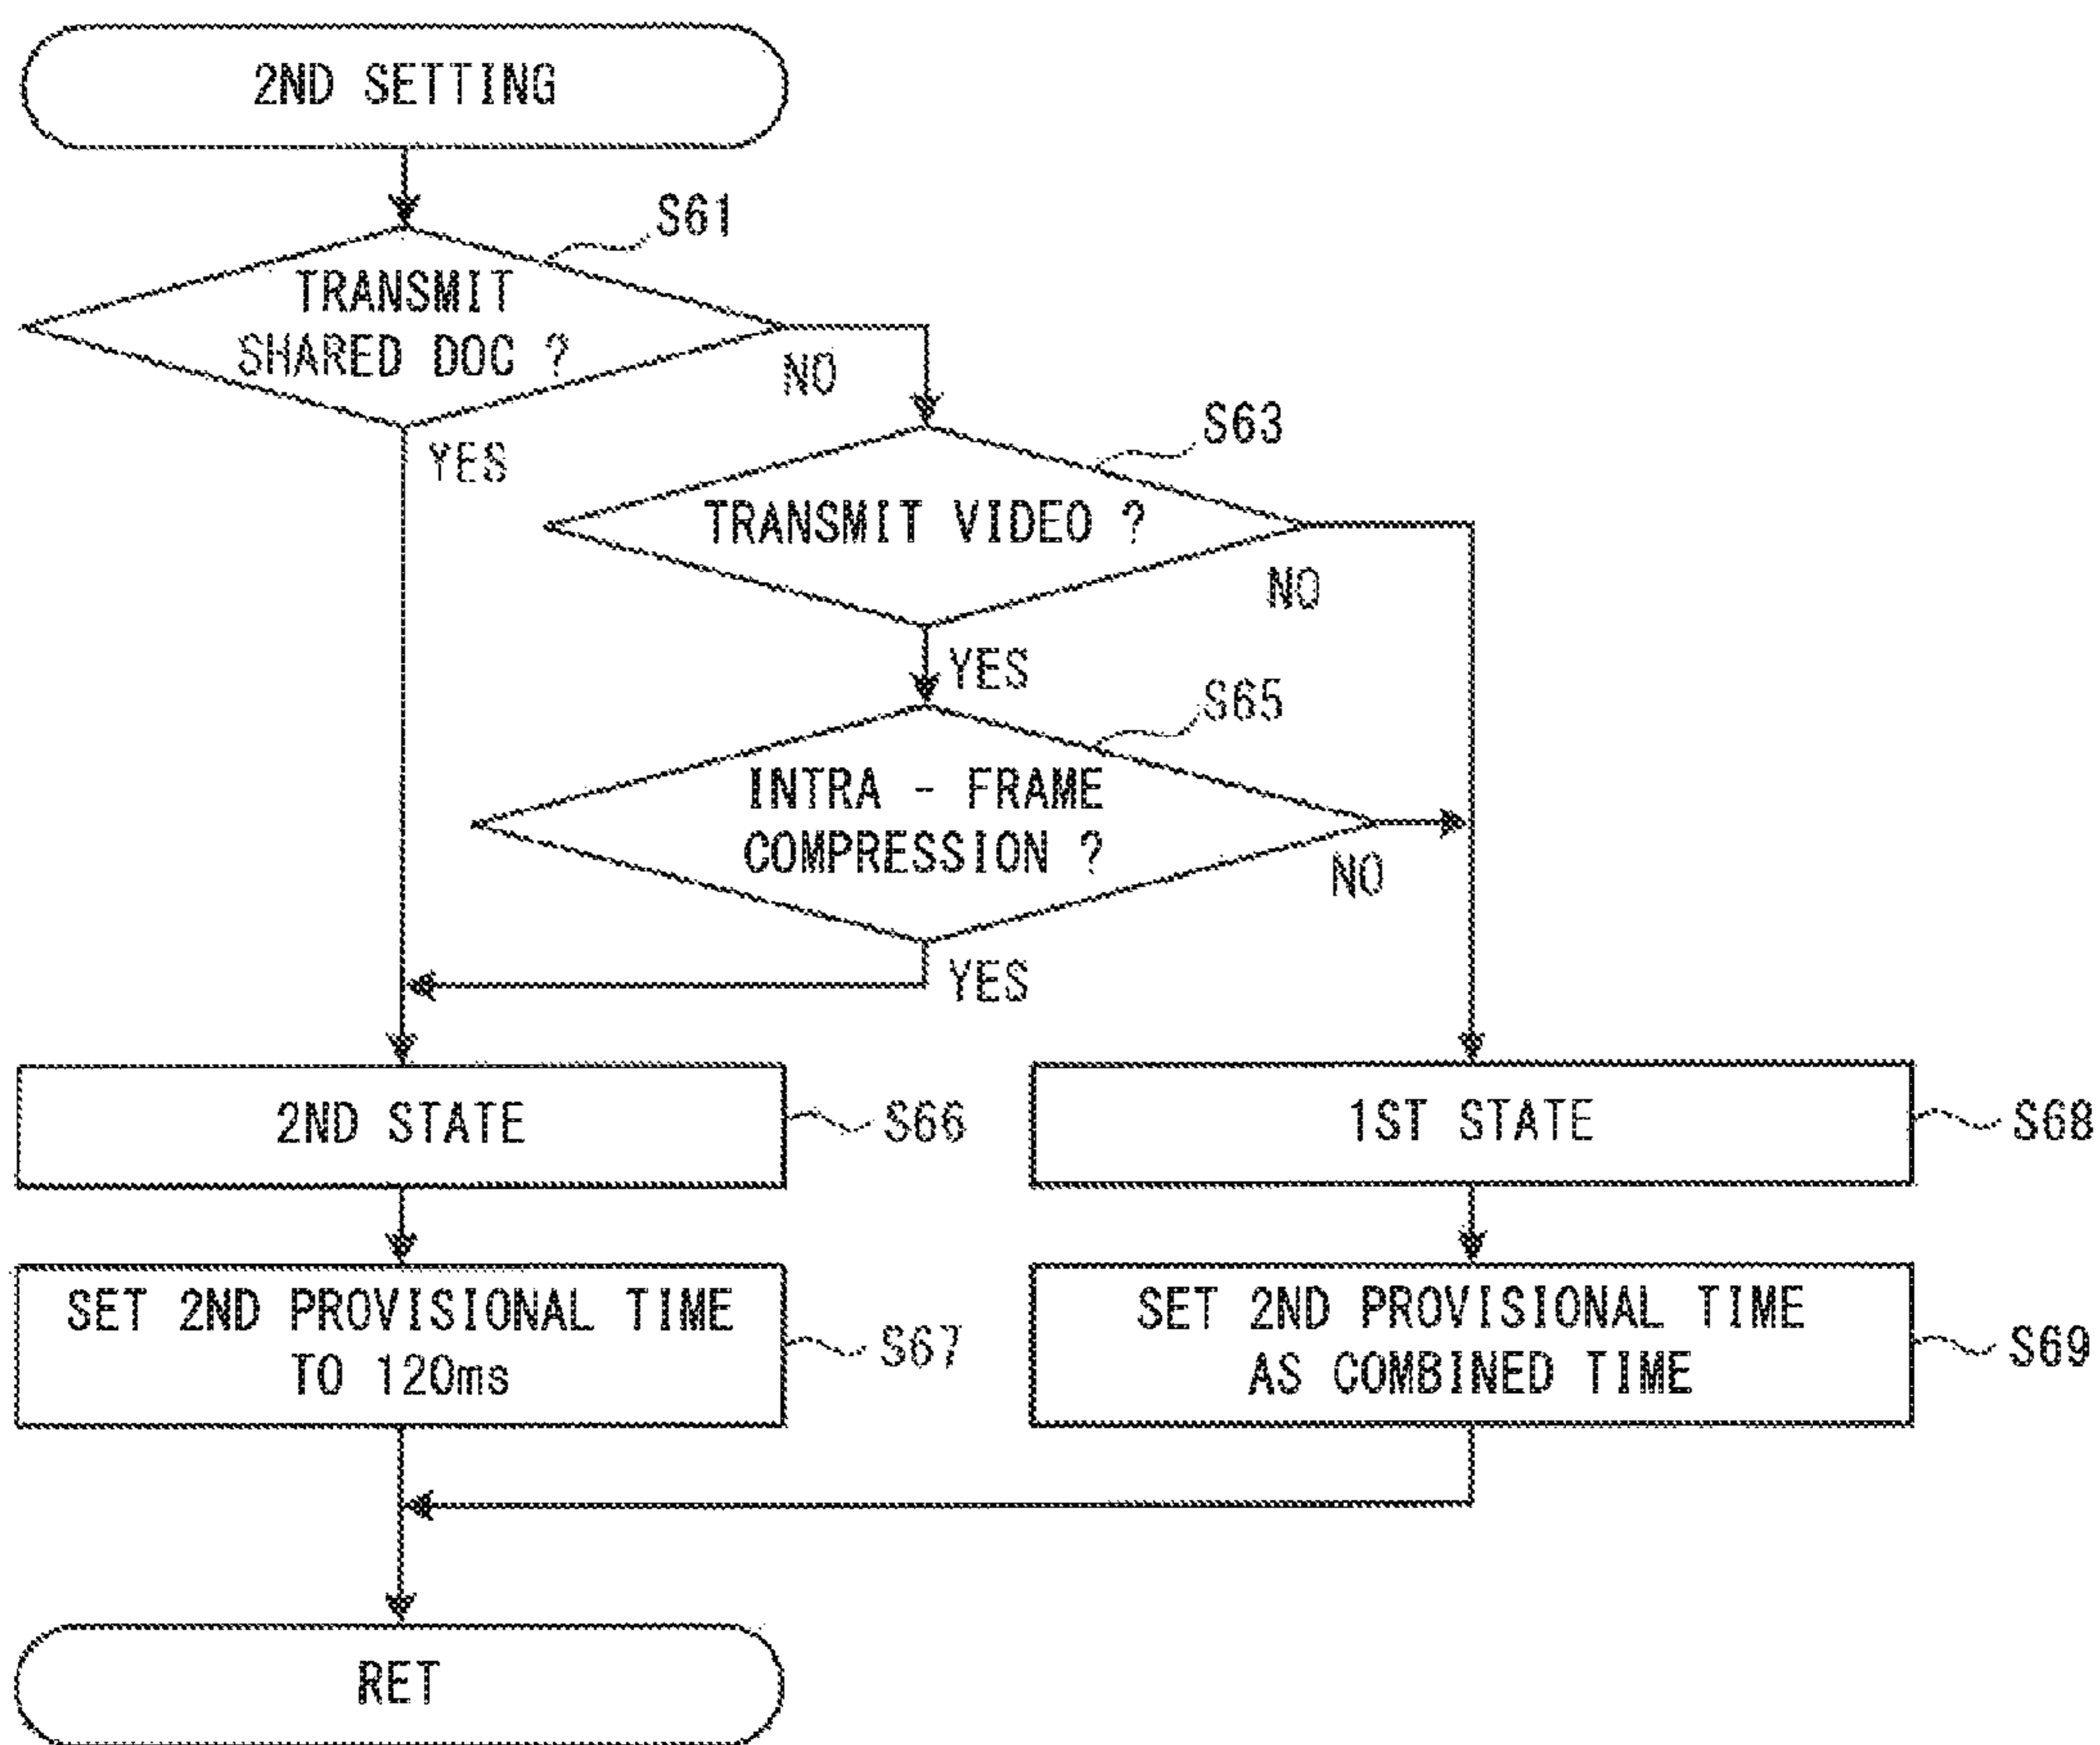 2ND SETTING
S61
TRANSMIT
SHARED DOC ?
NO
YES
S63
TRANSMIT VIDEO ?
NO
YES
S65
INTRA - FRAME
COMPRESSION ?
NO
YES
2ND STATE
S66
1ST STATE
S68
SET 2ND PROVISIONAL TIME
TO 120ms
S67
SET 2ND PROVISIONAL TIME
AS COMBINED TIME
S69
RET